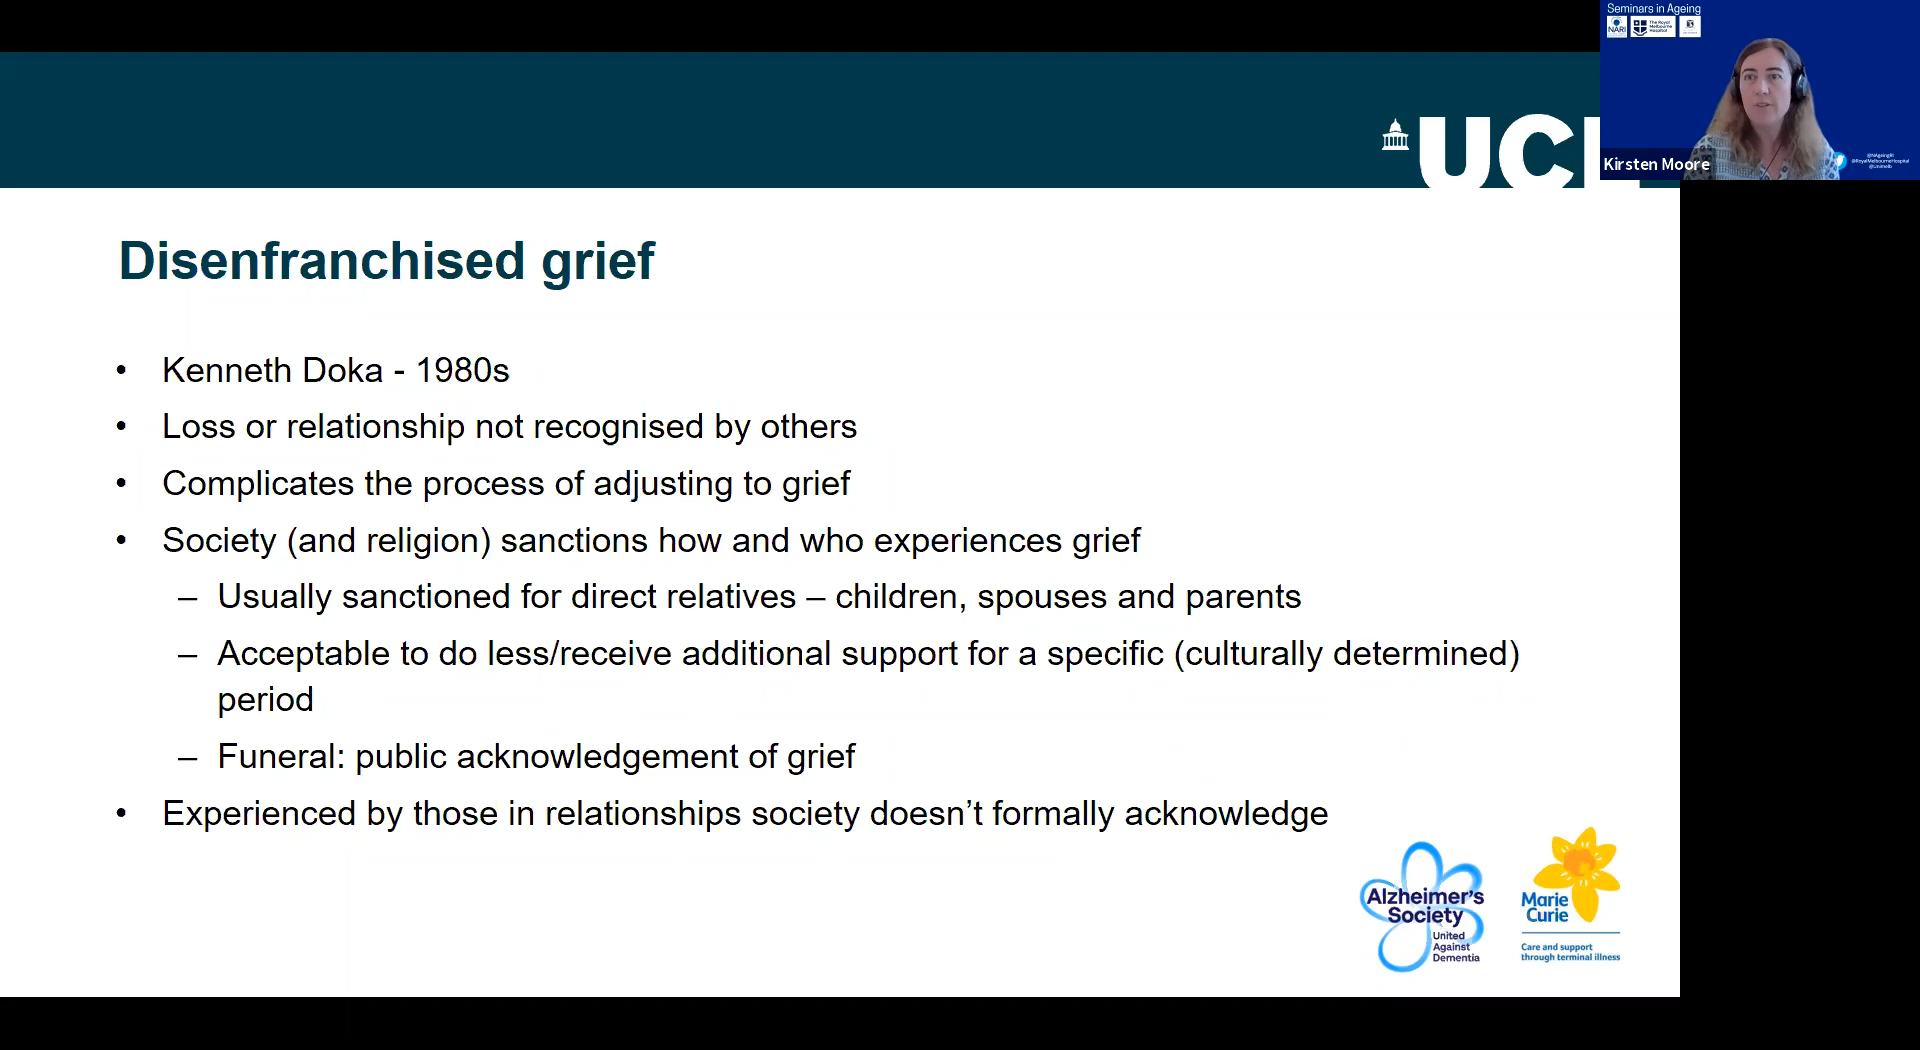 Seminars in Ageing
NARI
The Royal
Melbourne
Hospital
UCL
Kirsten Moore
@NAgeingRI
@RoyalMelbourneHospital
@Unimelb
Disenfranchised grief
• Kenneth Doka - 1980s
• Loss or relationship not recognised by others
• Complicates the process of adjusting to grief
• Society (and religion) sanctions how and who experiences grief
– Usually sanctioned for direct relatives – children, spouses and parents
– Acceptable to do less/receive additional support for a specific (culturally determined)
period
– Funeral: public acknowledgement of grief
• Experienced by those in relationships society doesn’t formally acknowledge
Alzheimer's
Society
United
Against
Dementia
Marie
Curie
Care and support
through terminal illness